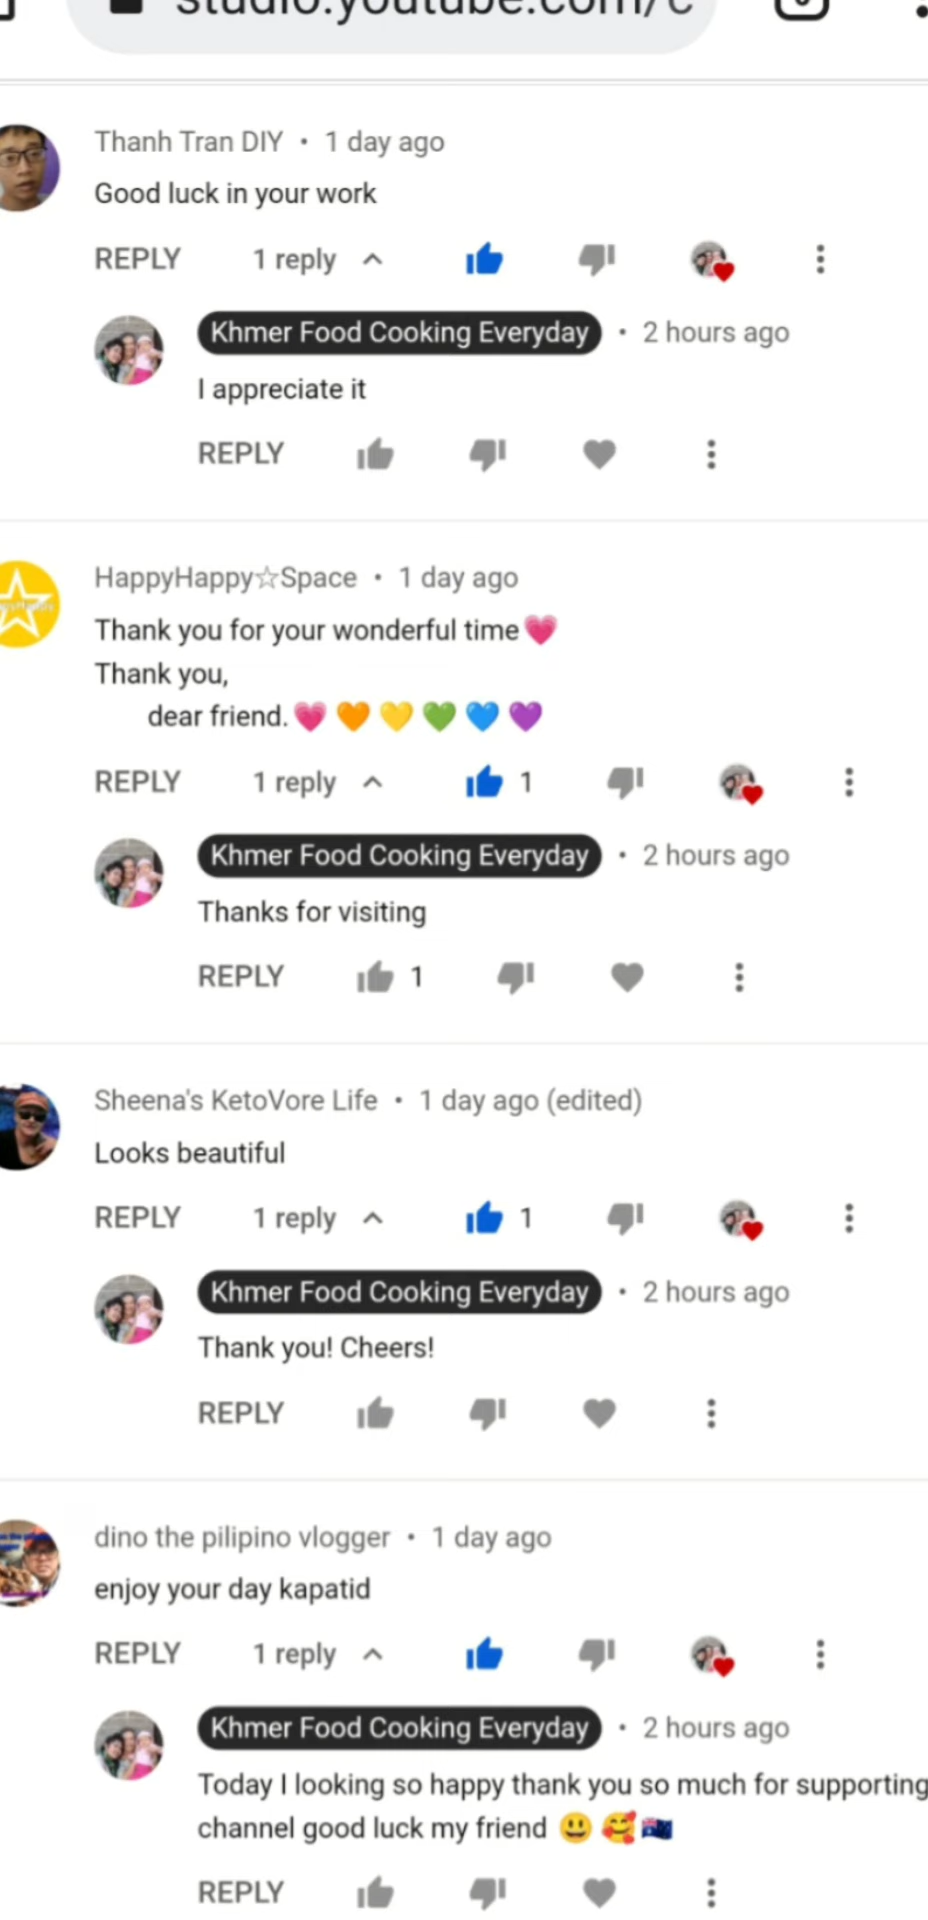 studio.youtube.com/c
Thanh Tran DIY • 1 day ago
Good luck in your work
REPLY 1 reply
Khmer Food Cooking Everyday • 2 hours ago
I appreciate it
REPLY
HappyHappy☆Space • 1 day ago
Thank you for your wonderful time💗
Thank you,
dear friend.💗🧡💛💚💙💜
REPLY 1 reply 1
Khmer Food Cooking Everyday • 2 hours ago
Thanks for visiting
REPLY 1
Sheena's KetoVore Life • 1 day ago (edited)
Looks beautiful
REPLY 1 reply 1
Khmer Food Cooking Everyday • 2 hours ago
Thank you! Cheers!
REPLY
dino the pilipino vlogger • 1 day ago
enjoy your day kapatid
REPLY 1 reply
Khmer Food Cooking Everyday • 2 hours ago
Today I looking so happy thank you so much for supporting
channel good luck my friend 😃🥰🇦🇺
REPLY